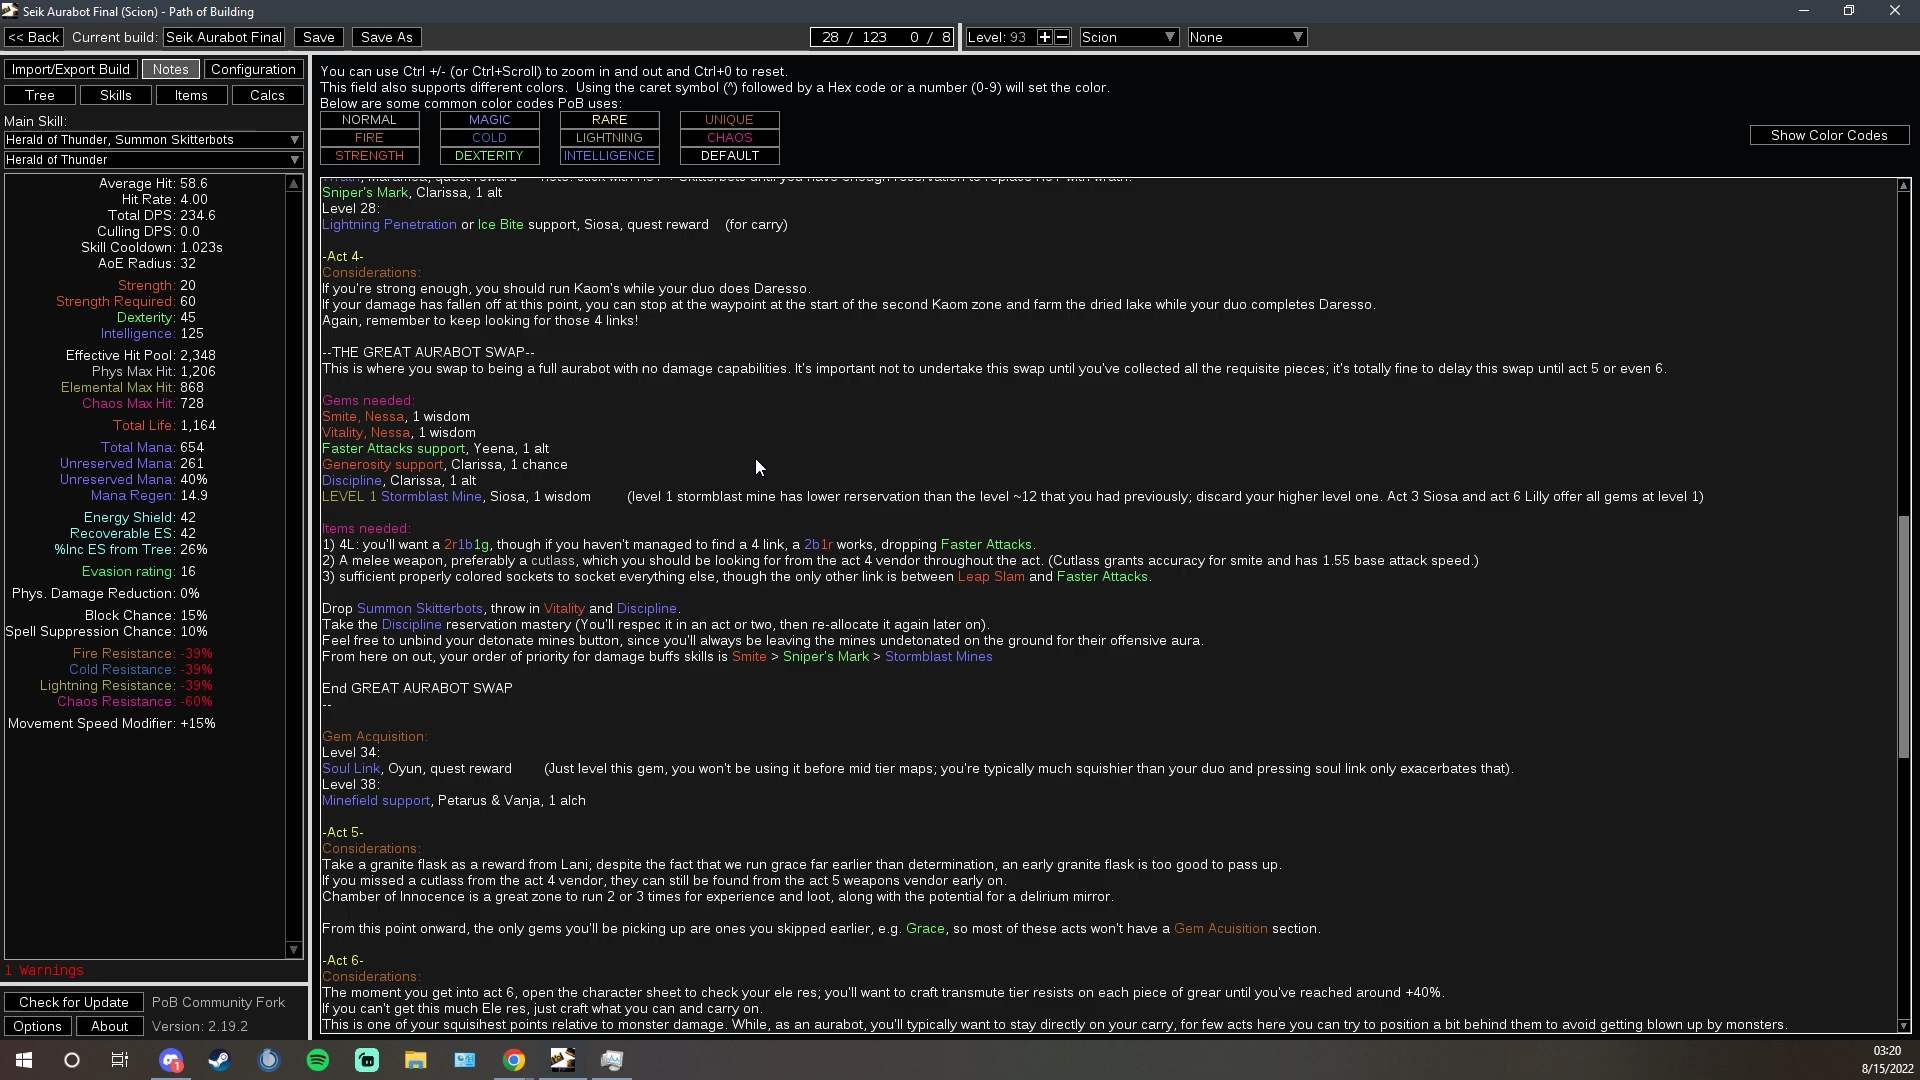 Seik Aurabot Final (Scion) - Path of Building
<< Back Current build: Seik Aurabot Final Save Save As 28 / 123 0 / 8 Level: 93 + - Scion None
Import/Export Build Notes Configuration
Tree Skills Items Calcs
Main Skill:
Herald of Thunder, Summon Skitterbots
Herald of Thunder
Average Hit: 58.6
Hit Rate: 4.00
Total DPS: 234.6
Culling DPS: 0.0
Skill Cooldown: 1.023s
AoE Radius: 32
Strength: 20
Strength Required: 60
Dexterity: 45
Intelligence: 125
Effective Hit Pool: 2,348
Phys Max Hit: 1,206
Elemental Max Hit: 868
Chaos Max Hit: 728
Total Life: 1,164
Total Mana: 654
Unreserved Mana: 261
Unreserved Mana: 40%
Mana Regen: 14.9
Energy Shield: 42
Recoverable ES: 42
%Inc ES from Tree: 26%
Evasion rating: 16
Phys. Damage Reduction: 0%
Block Chance: 15%
Spell Suppression Chance: 10%
Fire Resistance: -39%
Cold Resistance: -39%
Lightning Resistance: -39%
Chaos Resistance: -60%
Movement Speed Modifier: +15%
1 Warnings
Check for Update PoB Community Fork
Options About Version: 2.19.2
You can use Ctrl +/- (or Ctrl+Scroll) to zoom in and out and Ctrl+0 to reset.
This field also supports different colors. Using the caret symbol (^) followed by a Hex code or a number (0-9) will set the color.
Below are some common color codes PoB uses:
NORMAL MAGIC RARE UNIQUE
FIRE COLD LIGHTNING CHAOS
STRENGTH DEXTERITY INTELLIGENCE DEFAULT
Show Color Codes
Sniper's Mark, Clarissa, 1 alt
Level 28:
Lightning Penetration or Ice Bite support, Siosa, quest reward (for carry)
-Act 4-
Considerations:
If you're strong enough, you should run Kaom's while your duo does Daresso.
If your damage has fallen off at this point, you can stop at the waypoint at the start of the second Kaom zone and farm the dried lake while your duo completes Daresso.
Again, remember to keep looking for those 4 links!
--THE GREAT AURABOT SWAP--
This is where you swap to being a full aurabot with no damage capabilities. It's important not to undertake this swap until you've collected all the requisite pieces; it's totally fine to delay this swap until act 5 or even 6.
Gems needed:
Smite, Nessa, 1 wisdom
Vitality, Nessa, 1 wisdom
Faster Attacks support, Yeena, 1 alt
Generosity support, Clarissa, 1 chance
Discipline, Clarissa, 1 alt
LEVEL 1 Stormblast Mine, Siosa, 1 wisdom (level 1 stormblast mine has lower rerservation than the level ~12 that you had previously; discard your higher level one. Act 3 Siosa and act 6 Lilly offer all gems at level 1)
Items needed:
1) 4L: you'll want a 2r1b1g, though if you haven't managed to find a 4 link, a 2b1r works, dropping Faster Attacks.
2) A melee weapon, preferably a cutlass, which you should be looking for from the act 4 vendor throughout the act. (Cutlass grants accuracy for smite and has 1.55 base attack speed.)
3) sufficient properly colored sockets to socket everything else, though the only other link is between Leap Slam and Faster Attacks.
Drop Summon Skitterbots, throw in Vitality and Discipline.
Take the Discipline reservation mastery (You'll respec it in an act or two, then re-allocate it again later on).
Feel free to unbind your detonate mines button, since you'll always be leaving the mines undetonated on the ground for their offensive aura.
From here on out, your order of priority for damage buffs skills is Smite > Sniper's Mark > Stormblast Mines
End GREAT AURABOT SWAP
--
Gem Acquisition:
Level 34:
Soul Link, Oyun, quest reward (Just level this gem, you won't be using it before mid tier maps; you're typically much squishier than your duo and pressing soul link only exacerbates that).
Level 38:
Minefield support, Petarus & Vanja, 1 alch
-Act 5-
Considerations:
Take a granite flask as a reward from Lani; despite the fact that we run grace far earlier than determination, an early granite flask is too good to pass up.
If you missed a cutlass from the act 4 vendor, they can still be found from the act 5 weapons vendor early on.
Chamber of Innocence is a great zone to run 2 or 3 times for experience and loot, along with the potential for a delirium mirror.
From this point onward, the only gems you'll be picking up are ones you skipped earlier, e.g. Grace, so most of these acts won't have a Gem Acuisition section.
-Act 6-
Considerations:
The moment you get into act 6, open the character sheet to check your ele res; you'll want to craft transmute tier resists on each piece of grear until you've reached around +40%.
If you can't get this much Ele res, just craft what you can and carry on.
This is one of your squisihest points relative to monster damage. While, as an aurabot, you'll typically want to stay directly on your carry, for few acts here you can try to position a bit behind them to avoid getting blown up by monsters.
03:20
8/15/2022